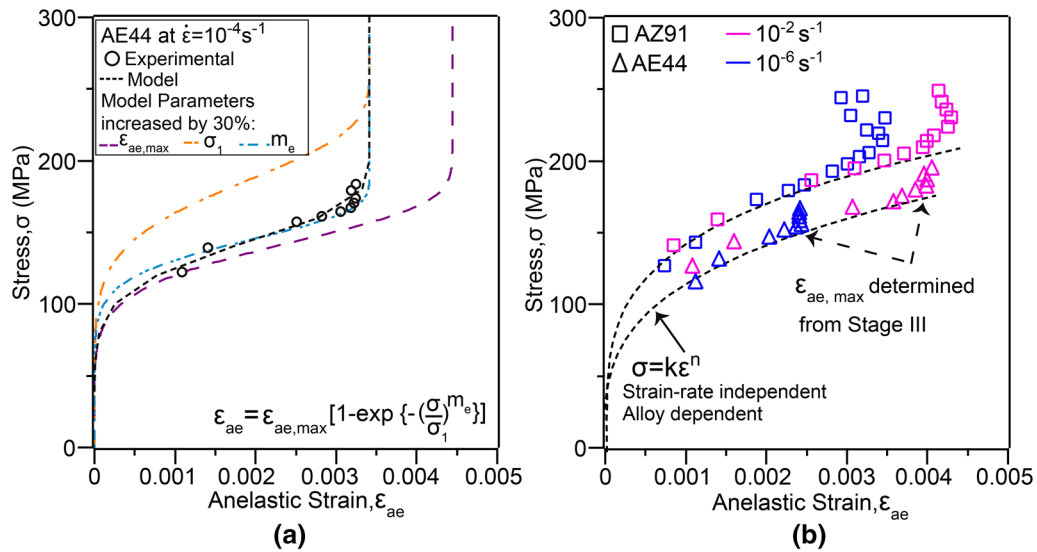 300
AE44 at ε̇=10⁻⁴s⁻¹
Experimental
Model
Model Parameters
increased by 30%:
ε_ae,max σ₁ m_e
200
100
0
Stress,σ (MPa)
ε_ae=ε_ae,max[1-exp {-(σ/σ₁)^m_e}]
0 0.001 0.002 0.003 0.004 0.005
Anelastic Strain,ε_ae
(a)
300
AZ91 10⁻² s⁻¹
AE44 10⁻⁶ s⁻¹
200
100
0
Stress,σ (MPa)
ε_ae, max determined
from Stage III
σ=kεⁿ
Strain-rate independent
Alloy dependent
0 0.001 0.002 0.003 0.004 0.005
Anelastic Strain,ε_ae
(b)